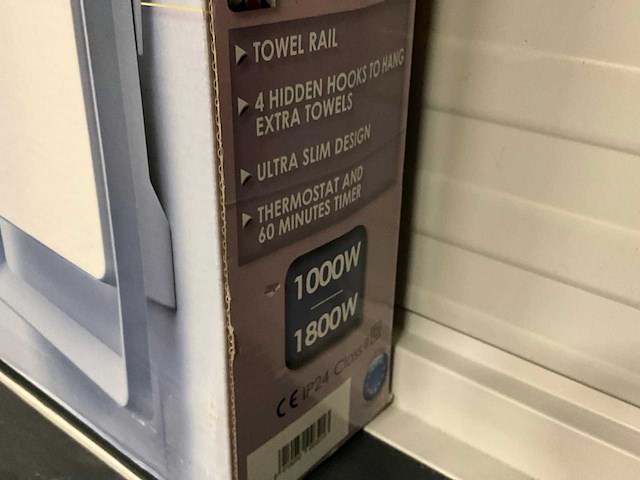 TOWEL RAIL
4 HIDDEN HOOKS TO HANG
EXTRA TOWELS
ULTRA SLIM DESIGN
THERMOSTAT AND
60 MINUTES TIMER
1000W
1800W
CE IP24 Class II